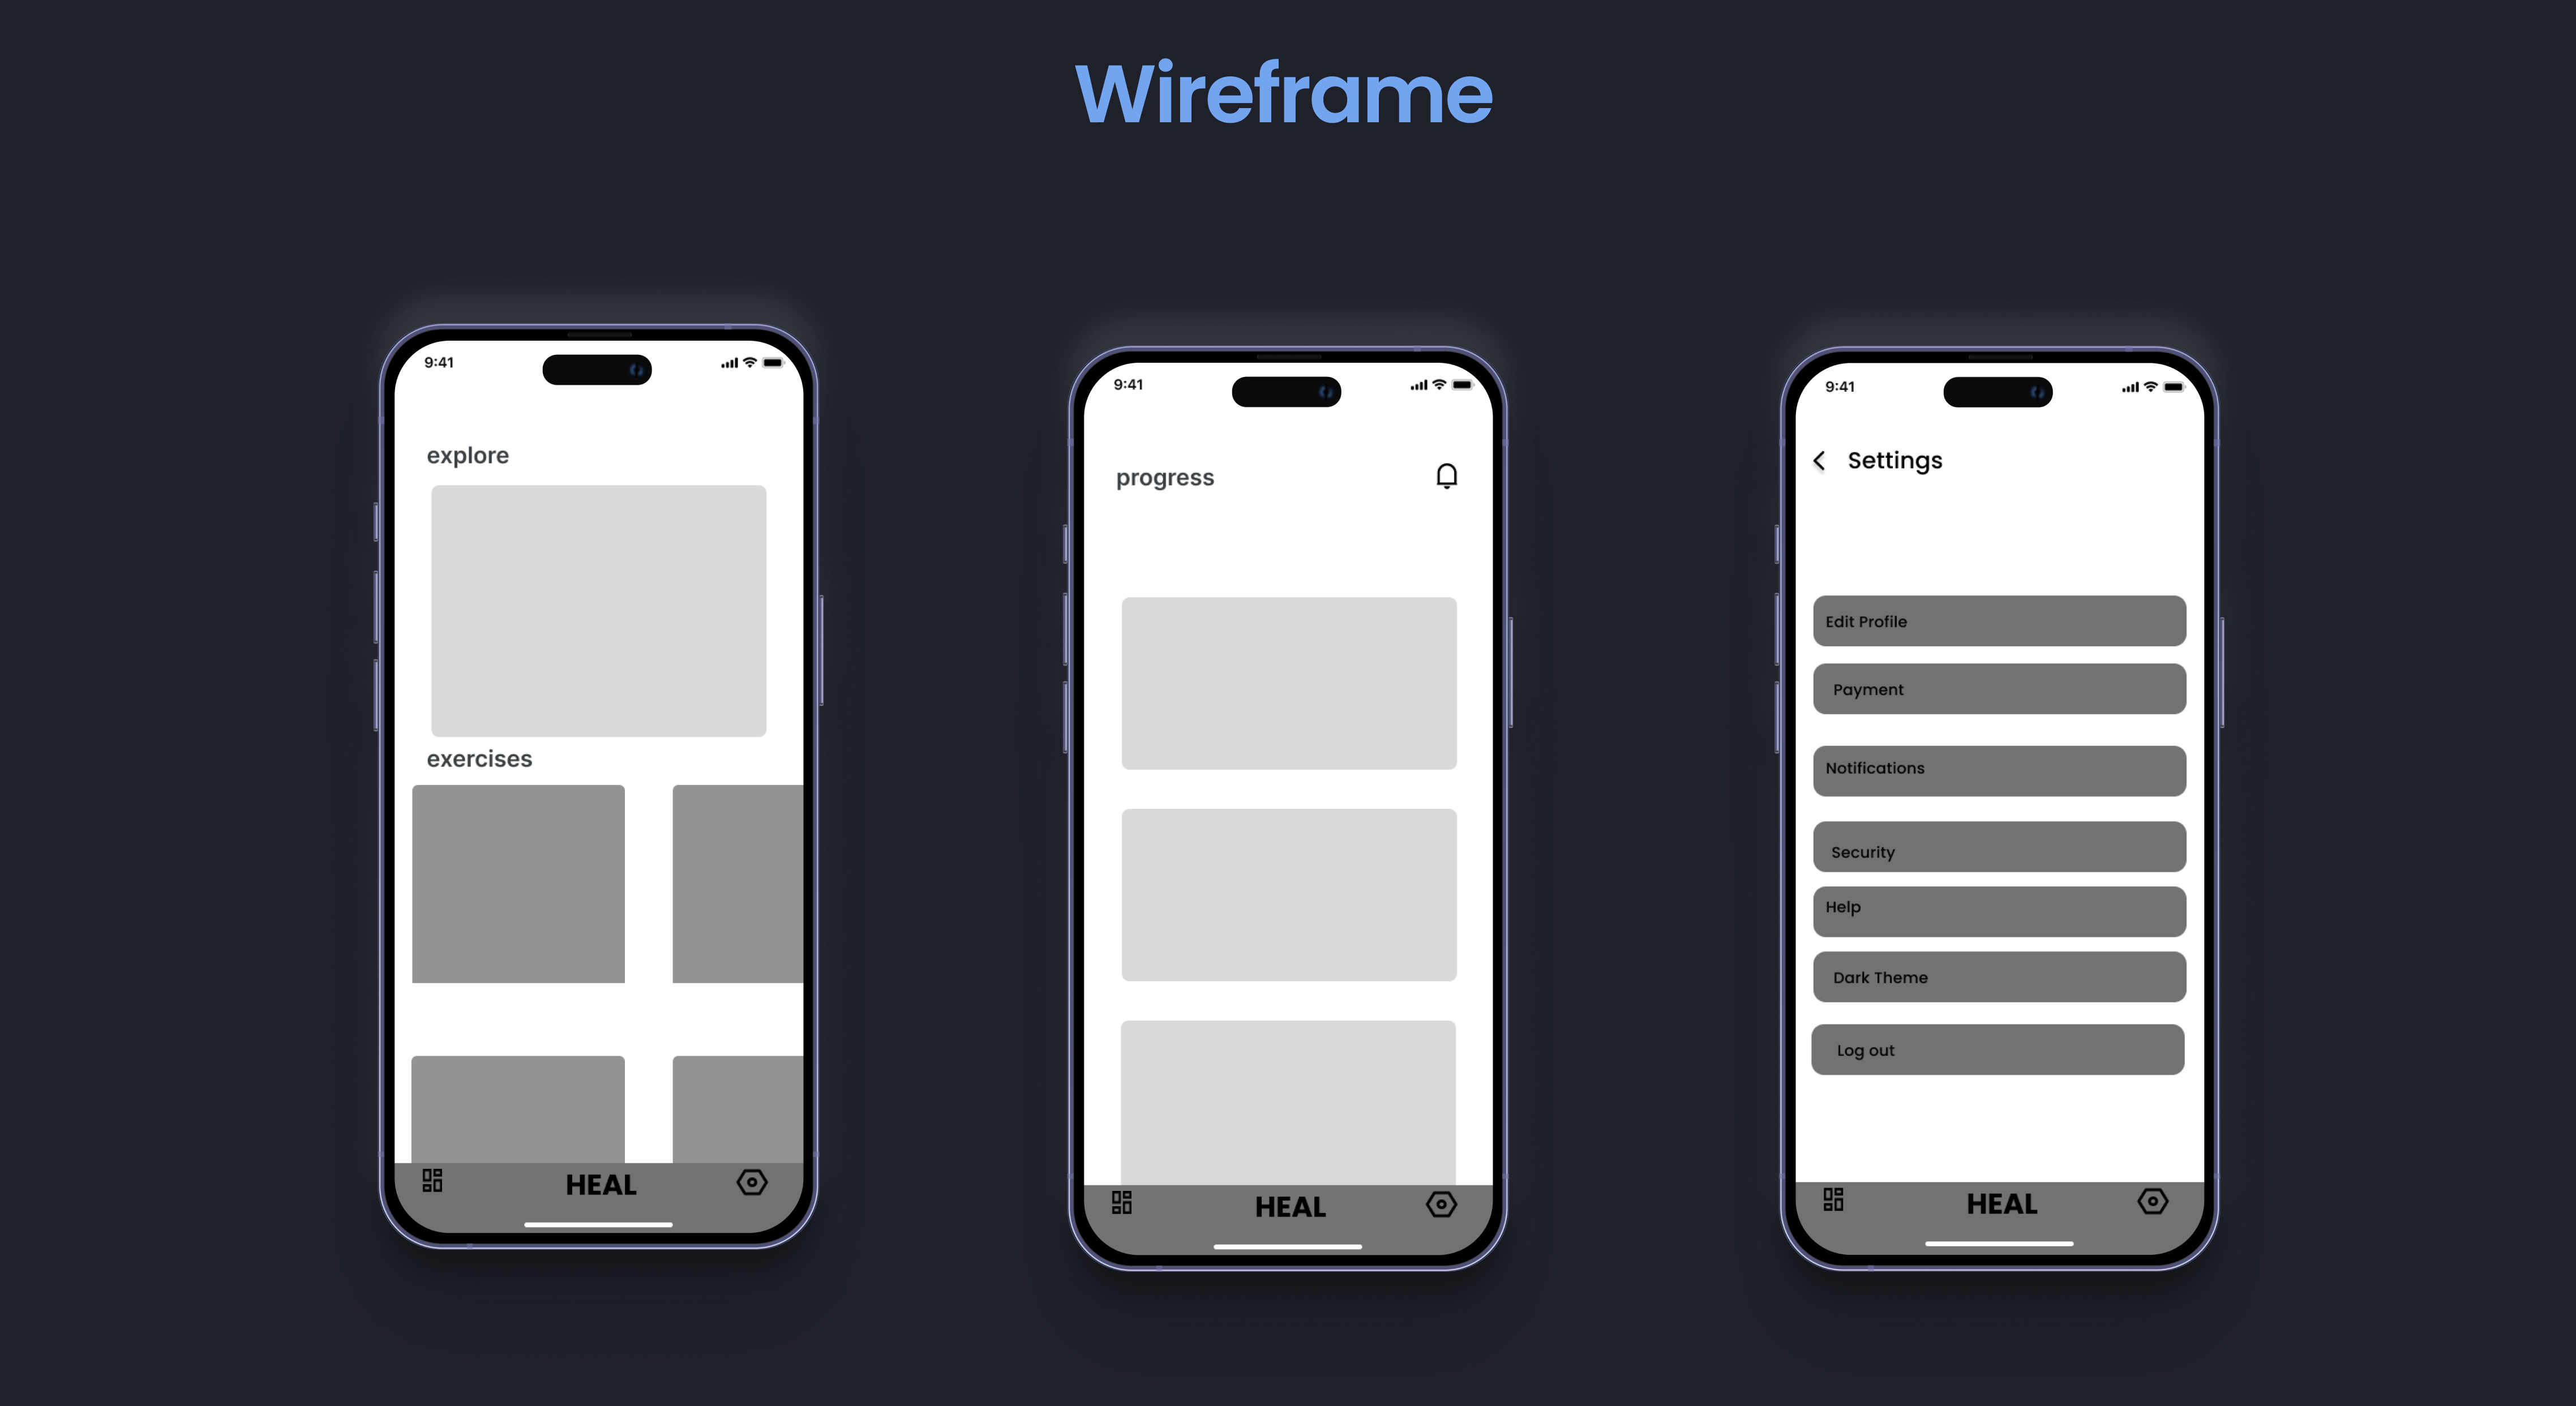 Wireframe
9:41
explore
exercises
HEAL
9:41
progress
HEAL
9:41
Settings
Edit Profile
Payment
Notifications
Security
Help
Dark Theme
Log out
HEAL